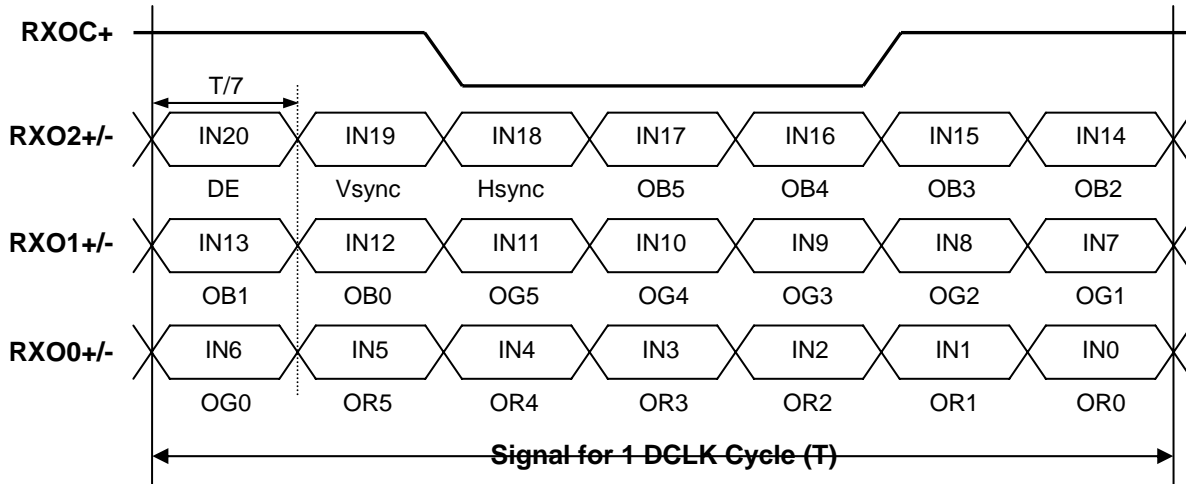 RXOC+
T/7
RXO2+/- IN20 IN19 IN18 IN17 IN16 IN15 IN14
DE Vsync Hsync OB5 OB4 OB3 OB2
RXO1+/- IN13 IN12 IN11 IN10 IN9 IN8 IN7
OB1 OB0 OG5 OG4 OG3 OG2 OG1
RXO0+/- IN6 IN5 IN4 IN3 IN2 IN1 IN0
OG0 OR5 OR4 OR3 OR2 OR1 OR0
Signal for 1 DCLK Cycle (T)